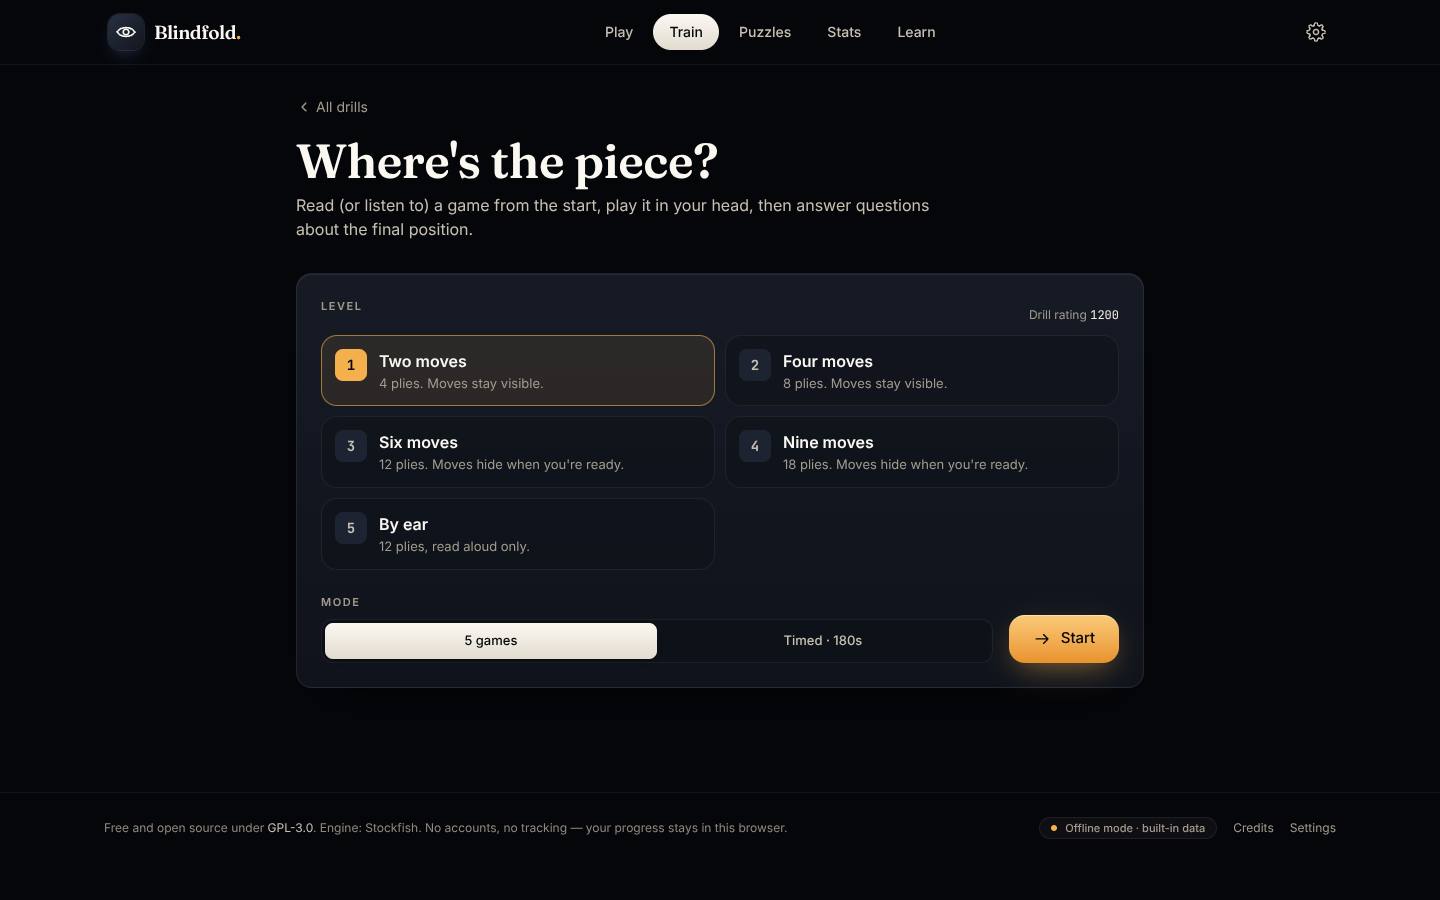 Blindfold.
Play
Train
Puzzles
Stats
Learn
All drills
Where's the piece?
Read (or listen to) a game from the start, play it in your head, then answer questions
about the final position.
LEVEL
Drill rating 1200
1
Two moves
4 plies. Moves stay visible.
2
Four moves
8 plies. Moves stay visible.
3
Six moves
12 plies. Moves hide when you're ready.
4
Nine moves
18 plies. Moves hide when you're ready.
5
By ear
12 plies, read aloud only.
MODE
5 games
Timed · 180s
Start
Free and open source under GPL-3.0. Engine: Stockfish. No accounts, no tracking — your progress stays in this browser.
Offline mode · built-in data
Credits
Settings